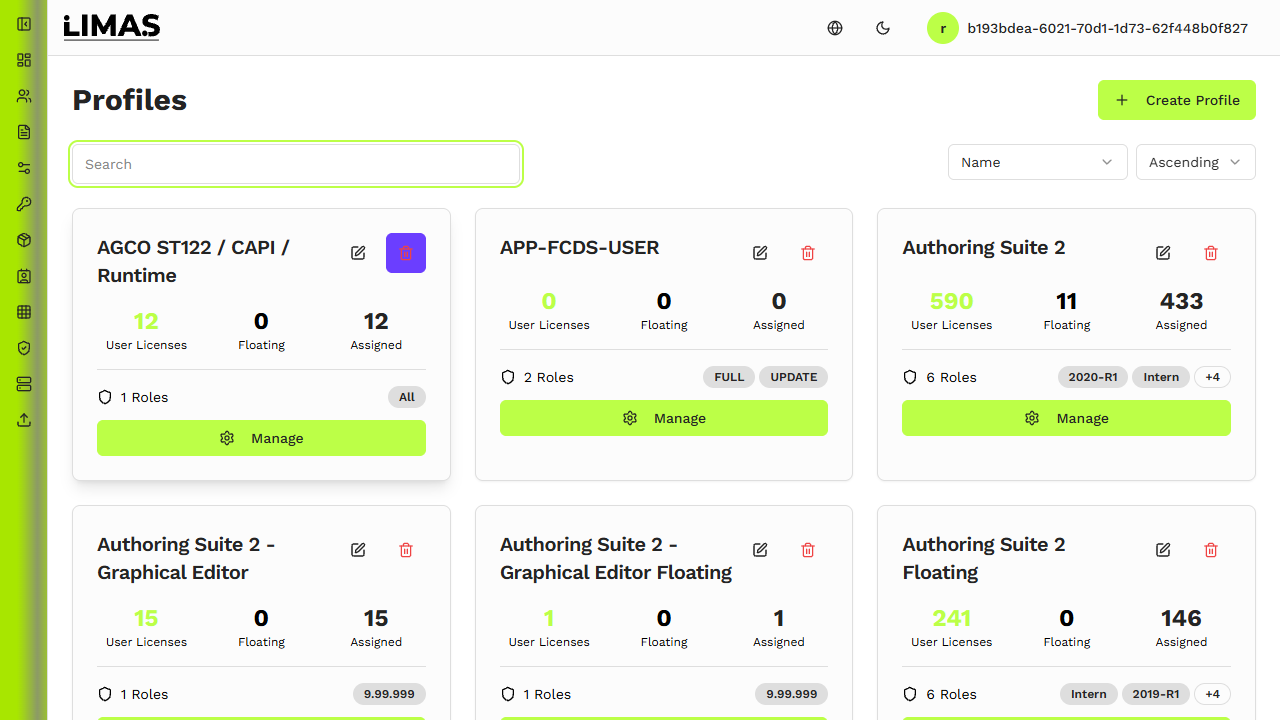 LIMAS
r
b193bdea-6021-70d1-1d73-62f448b0f827
Profiles
Create Profile
Search
Name
Ascending
AGCO ST122 / CAPI /
Runtime
12
0
12
User Licenses
Floating
Assigned
1 Roles
All
Manage
APP-FCDS-USER
0
0
0
User Licenses
Floating
Assigned
2 Roles
FULL
UPDATE
Manage
Authoring Suite 2
590
11
433
User Licenses
Floating
Assigned
6 Roles
2020-R1
Intern
+4
Manage
Authoring Suite 2 -
Graphical Editor
15
0
15
User Licenses
Floating
Assigned
1 Roles
9.99.999
Authoring Suite 2 -
Graphical Editor Floating
1
0
1
User Licenses
Floating
Assigned
1 Roles
9.99.999
Authoring Suite 2
Floating
241
0
146
User Licenses
Floating
Assigned
6 Roles
Intern
2019-R1
+4